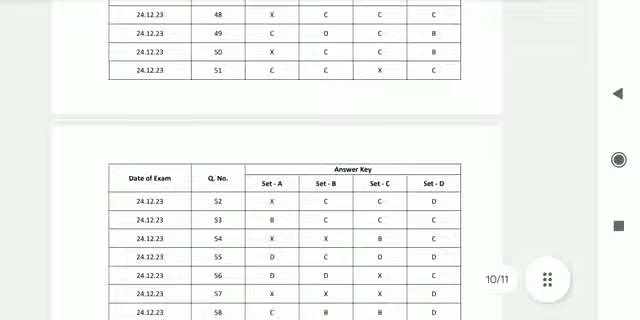 24.12.23 48 X C C C
24.12.23 49 C D C B
24.12.23 50 X C C B
24.12.23 51 C C X C
Date of Exam Q. No. Answer Key
Set - A Set - B Set - C Set - D
24.12.23 52 X C C D
24.12.23 53 B C C C
24.12.23 54 X X B C
24.12.23 55 D C D D
24.12.23 56 D D X C
24.12.23 57 X X X D
24.12.23 58 C B B D
10/11